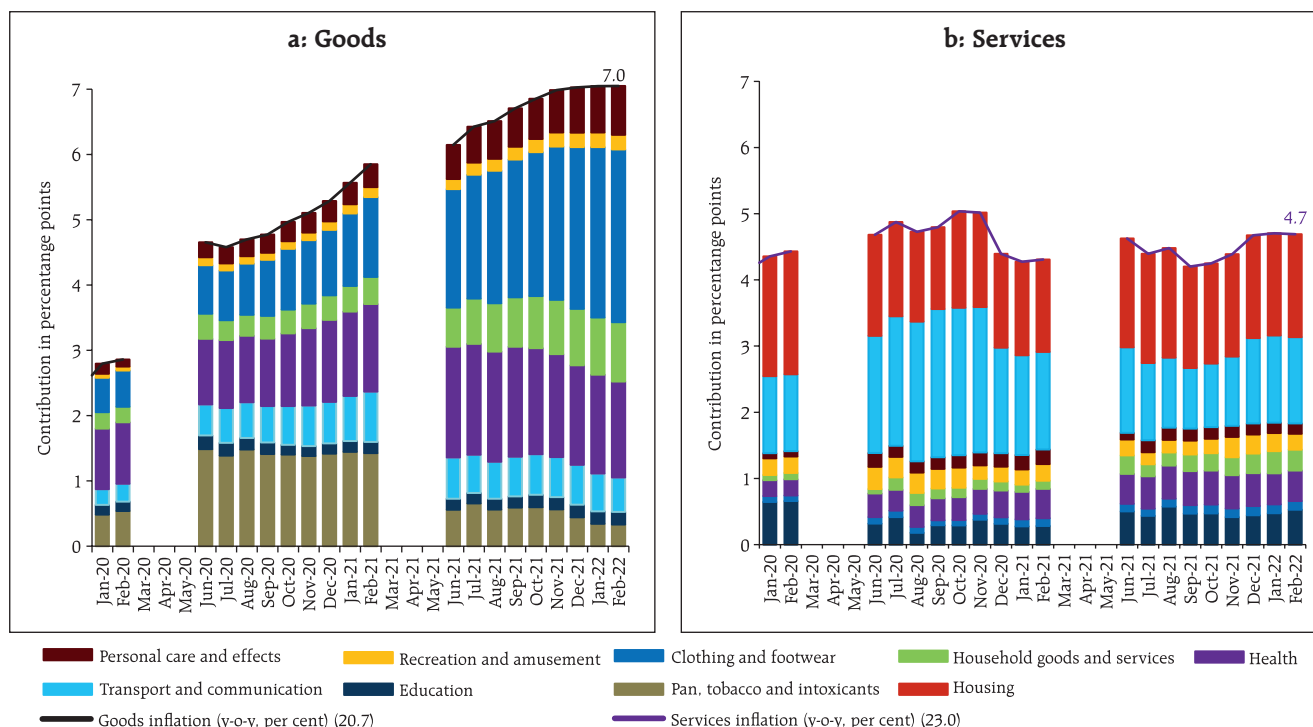 a: Goods
7.0
Contribution in percentange points
7
6
5
4
3
2
1
0
Jan-20
Feb-20
Mar-20
Apr-20
May-20
Jun-20
Jul-20
Aug-20
Sep-20
Oct-20
Nov-20
Dec-20
Jan-21
Feb-21
Mar-21
Apr-21
May-21
Jun-21
Jul-21
Aug-21
Sep-21
Oct-21
Nov-21
Dec-21
Jan-22
Feb-22
b: Services
4.7
Contribution in percentange points
7
6
5
4
3
2
1
0
Jan-20
Feb-20
Mar-20
Apr-20
May-20
Jun-20
Jul-20
Aug-20
Sep-20
Oct-20
Nov-20
Dec-20
Jan-21
Feb-21
Mar-21
Apr-21
May-21
Jun-21
Jul-21
Aug-21
Sep-21
Oct-21
Nov-21
Dec-21
Jan-22
Feb-22
Personal care and effects
Recreation and amusement
Clothing and footwear
Household goods and services
Health
Transport and communication
Education
Pan, tobacco and intoxicants
Housing
Goods inflation (y-o-y, per cent) (20.7)
Services inflation (y-o-y, per cent) (23.0)